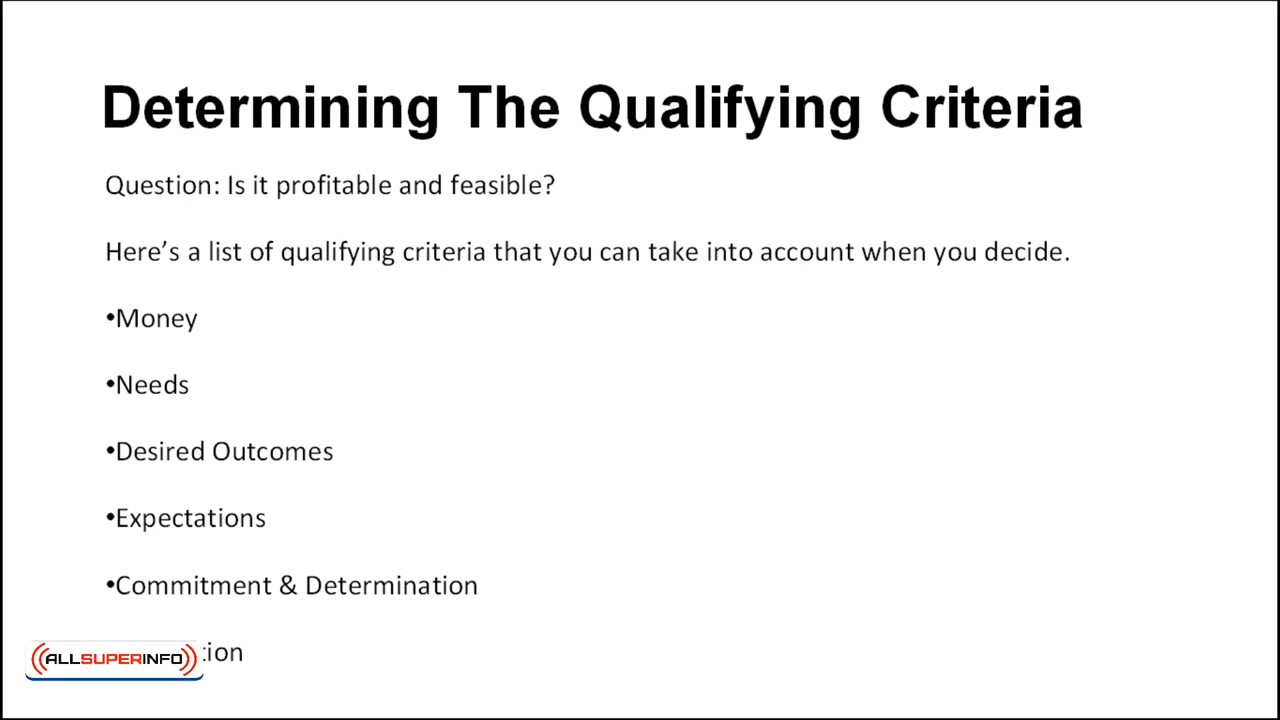 Determining The Qualifying Criteria
Question: Is it profitable and feasible?
Here’s a list of qualifying criteria that you can take into account when you decide.
•Money
•Needs
•Desired Outcomes
•Expectations
•Commitment & Determination
ALLSUPERINFO